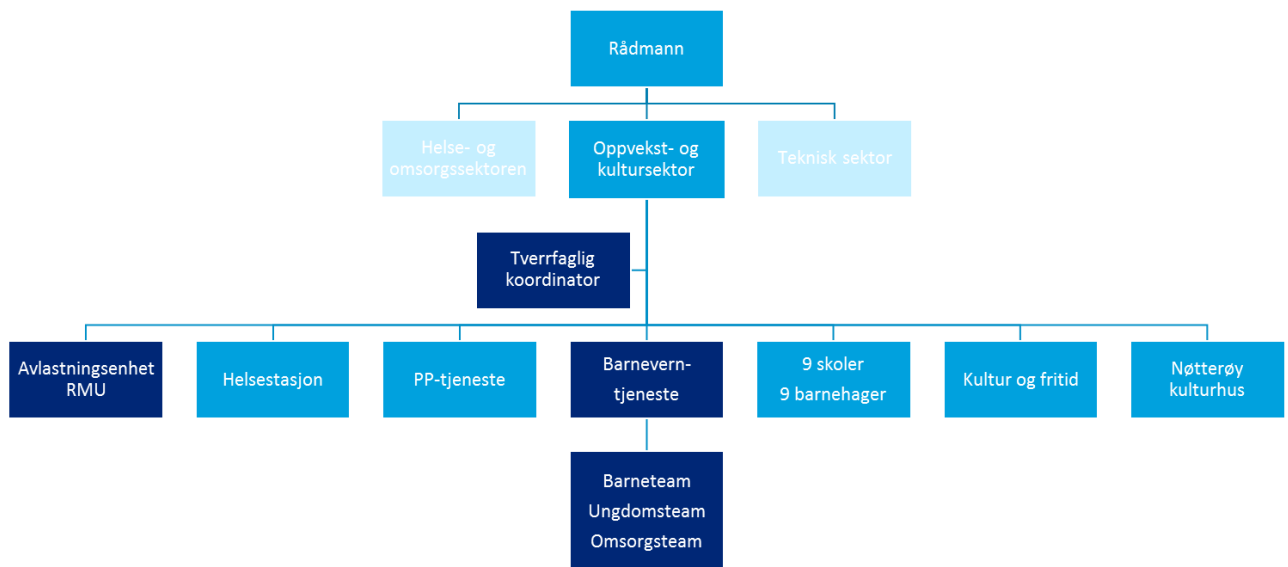 Rådmann
Helse- og
omsorgssektoren
Oppvekst- og
kultursektor
Teknisk sektor
Tverrfaglig
koordinator
Avlastningsenhet
RMU
Helsestasjon
PP-tjeneste
Barnevern-
tjeneste
9 skoler
9 barnehager
Kultur og fritid
Nøtterøy
kulturhus
Barneteam
Ungdomsteam
Omsorgsteam